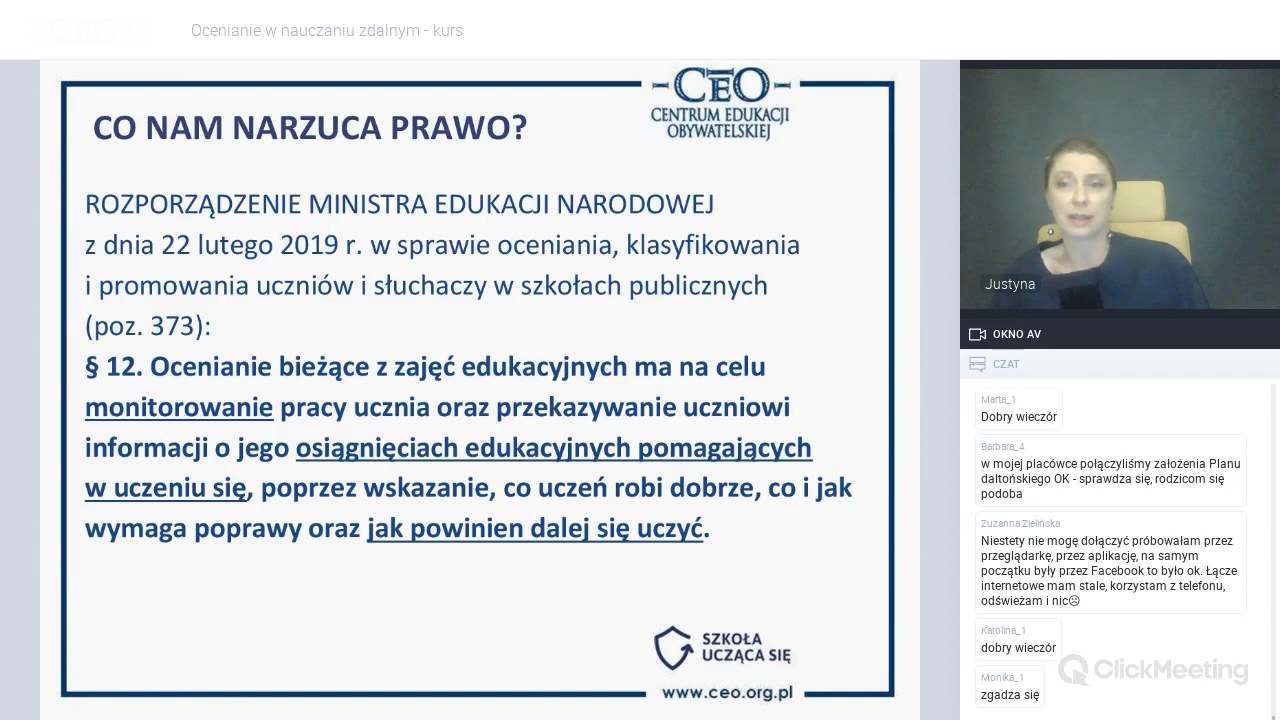 Ocenianie w nauczaniu zdalnym - kurs
CEO
CENTRUM EDUKACJI
OBYWATELSKIEJ
CO NAM NARZUCA PRAWO?
ROZPORZĄDZENIE MINISTRA EDUKACJI NARODOWEJ
z dnia 22 lutego 2019 r. w sprawie oceniania, klasyfikowania
i promowania uczniów i słuchaczy w szkołach publicznych
(poz. 373):
§ 12. Ocenianie bieżące z zajęć edukacyjnych ma na celu
monitorowanie pracy ucznia oraz przekazywanie uczniowi
informacji o jego osiągnięciach edukacyjnych pomagających
w uczeniu się, poprzez wskazanie, co uczeń robi dobrze, co i jak
wymaga poprawy oraz jak powinien dalej się uczyć.
SZKOŁA
UCZĄCA SIĘ
www.ceo.org.pl
Justyna
OKNO AV
CZAT
Marta_1
Dobry wieczór
Barbara_4
w mojej placówce połączyliśmy założenia Planu
daltońskiego OK - sprawdza się, rodzicom się
podoba
Zuzanna Zielińska
Niestety nie mogę dołączyć próbowałam przez
przeglądarkę, przez aplikację, na samym
początku były przez Facebook to było ok. Łącze
internetowe mam stale, korzystam z telefonu,
odświeżam i nic☹
Karolina_1
dobry wieczór
Monika_1
zgadza się
ClickMeeting